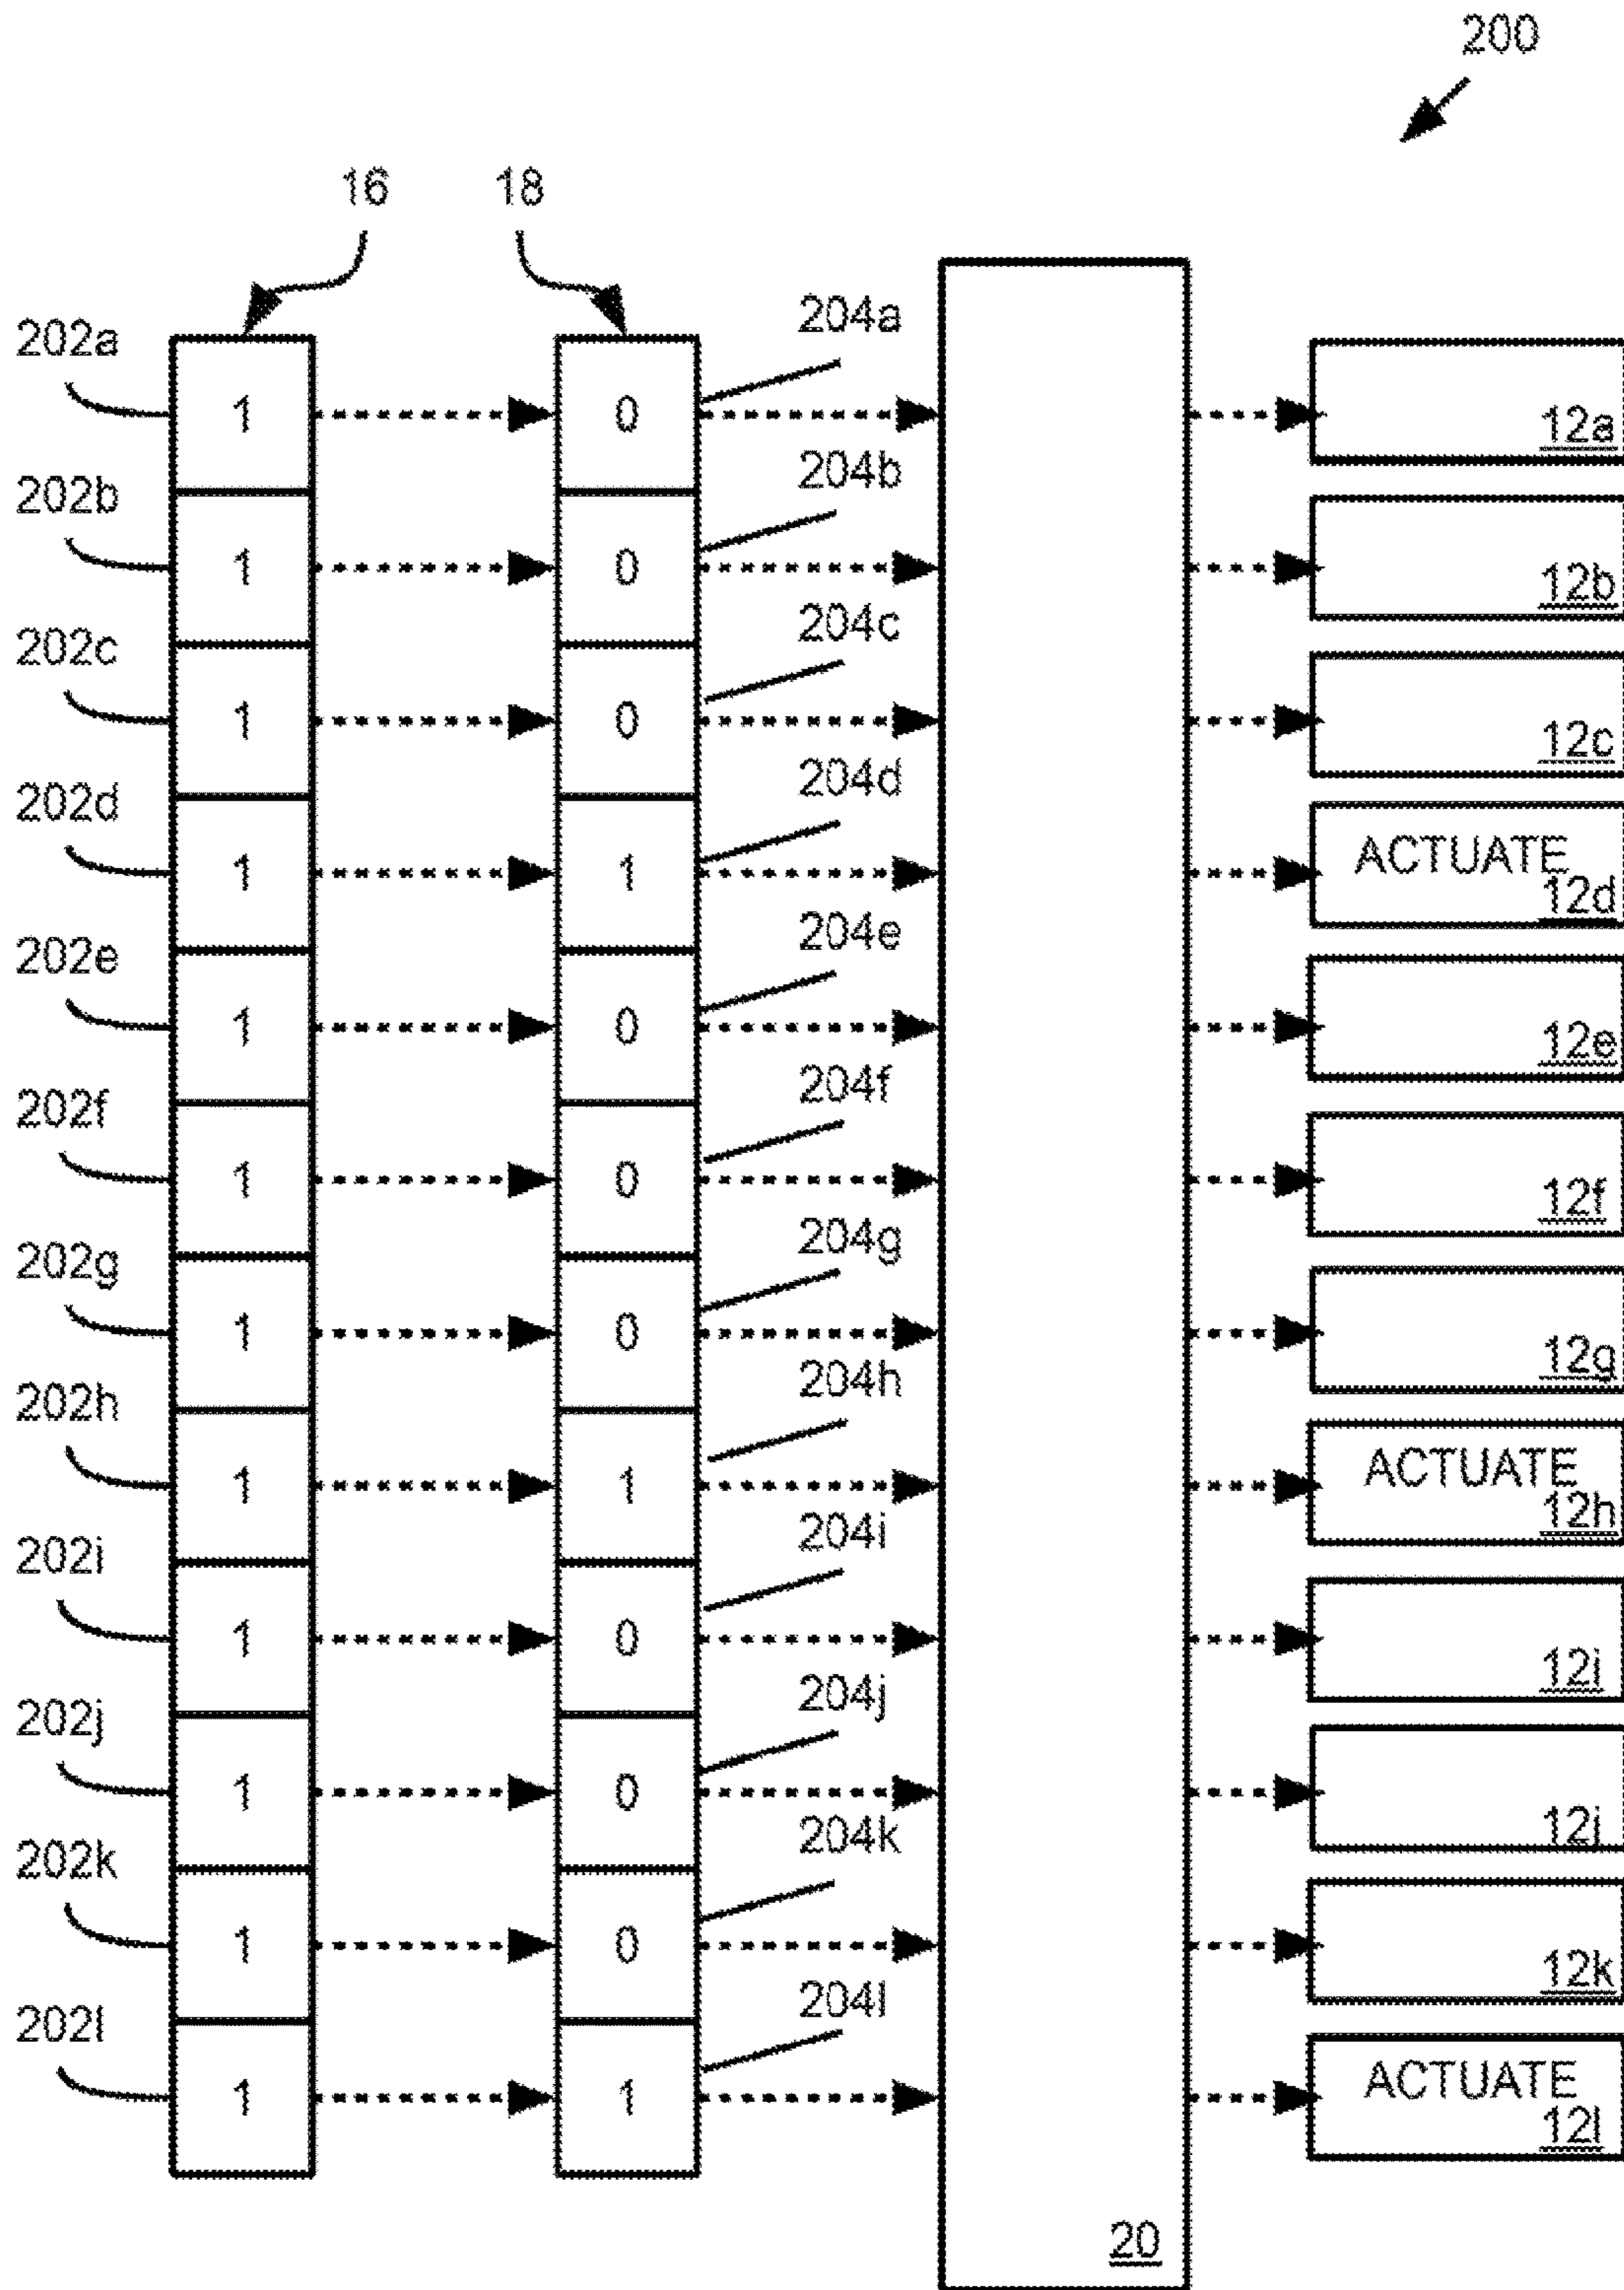 200
16 18
202a 1 0 204a 12a
202b 1 0 204b 12b
202c 1 0 204c 12c
202d 1 1 204d ACTUATE 12d
202e 1 0 204e 12e
202f 1 0 204f 12f
202g 1 0 204g 12g
202h 1 1 204h ACTUATE 12h
202i 1 0 204i 12i
202j 1 0 204j 12j
202k 1 0 204k 12k
202l 1 1 204l ACTUATE 12l
20